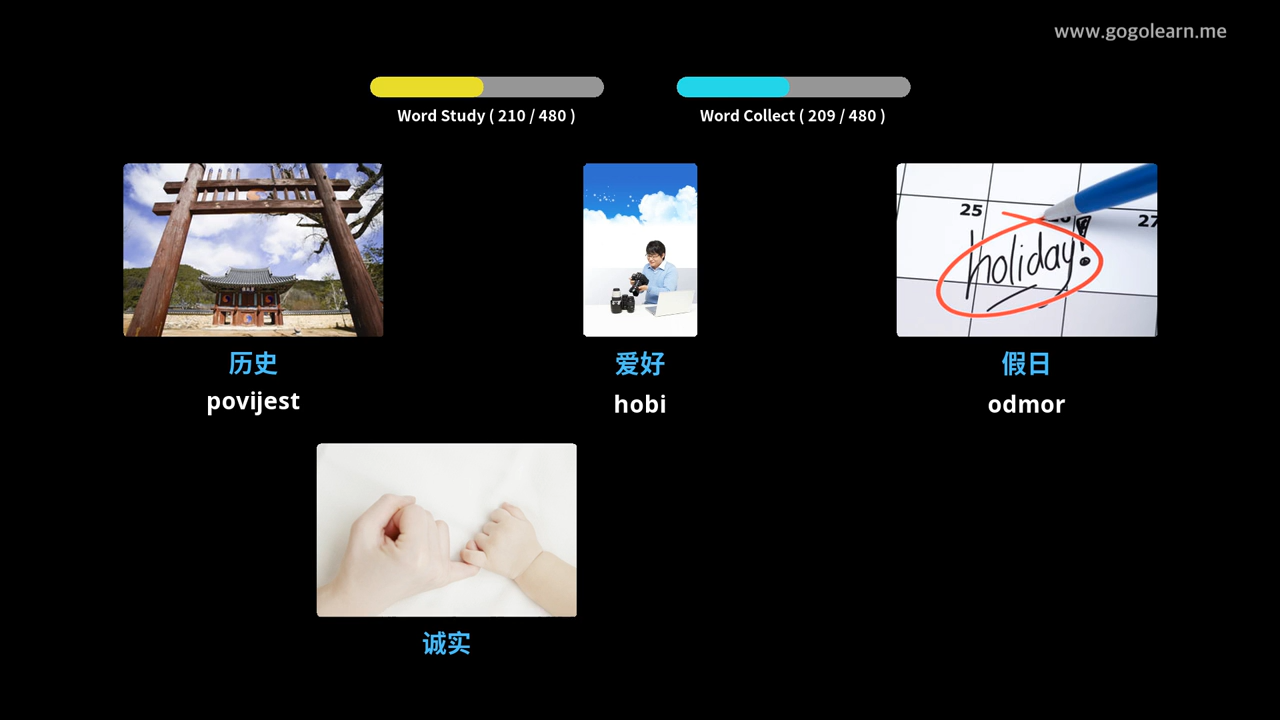 www.gogolearn.me
Word Study ( 210 / 480 )
Word Collect ( 209 / 480 )
25
27
holiday!
历史
爱好
假日
povijest
hobi
odmor
诚实